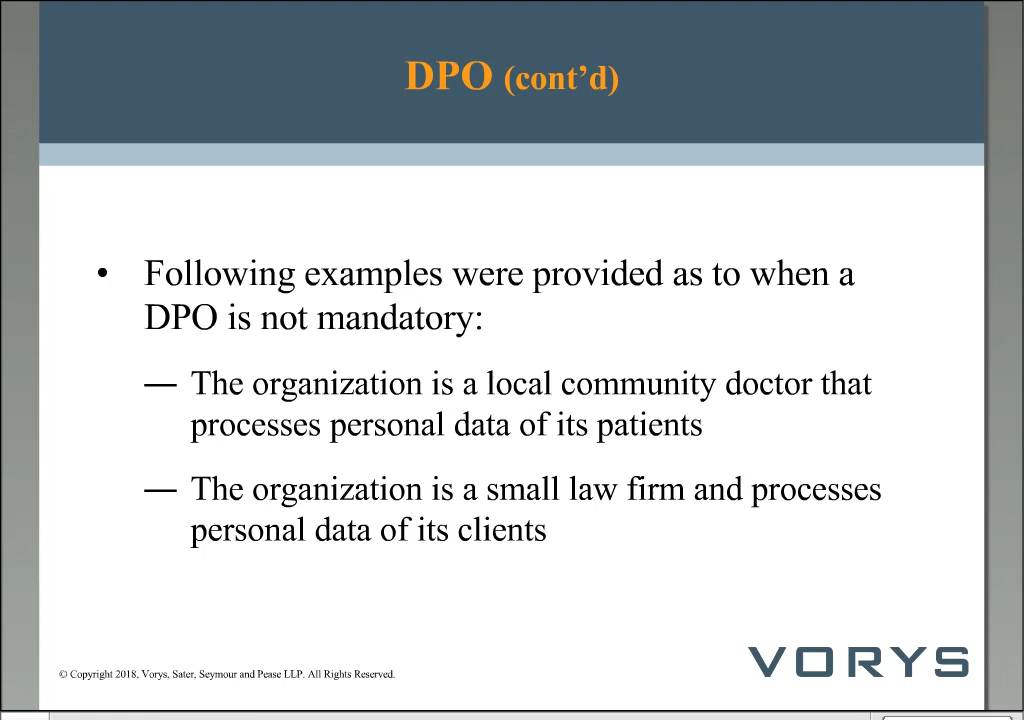 DPO (cont’d)
• Following examples were provided as to when a
DPO is not mandatory:
— The organization is a local community doctor that
processes personal data of its patients
— The organization is a small law firm and processes
personal data of its clients
© Copyright 2018, Vorys, Sater, Seymour and Pease LLP. All Rights Reserved.
VORYS